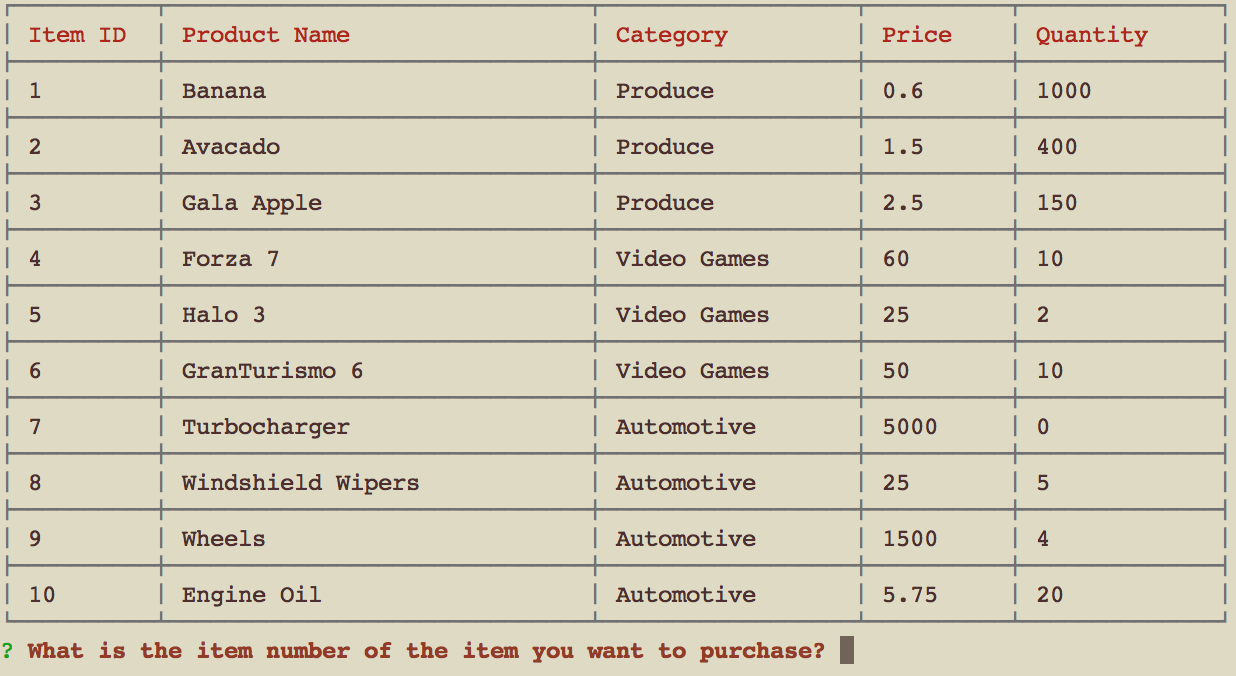 Item ID Product Name Category Price Quantity
1 Banana Produce 0.6 1000
2 Avacado Produce 1.5 400
3 Gala Apple Produce 2.5 150
4 Forza 7 Video Games 60 10
5 Halo 3 Video Games 25 2
6 GranTurismo 6 Video Games 50 10
7 Turbocharger Automotive 5000 0
8 Windshield Wipers Automotive 25 5
9 Wheels Automotive 1500 4
10 Engine Oil Automotive 5.75 20
? What is the item number of the item you want to purchase?